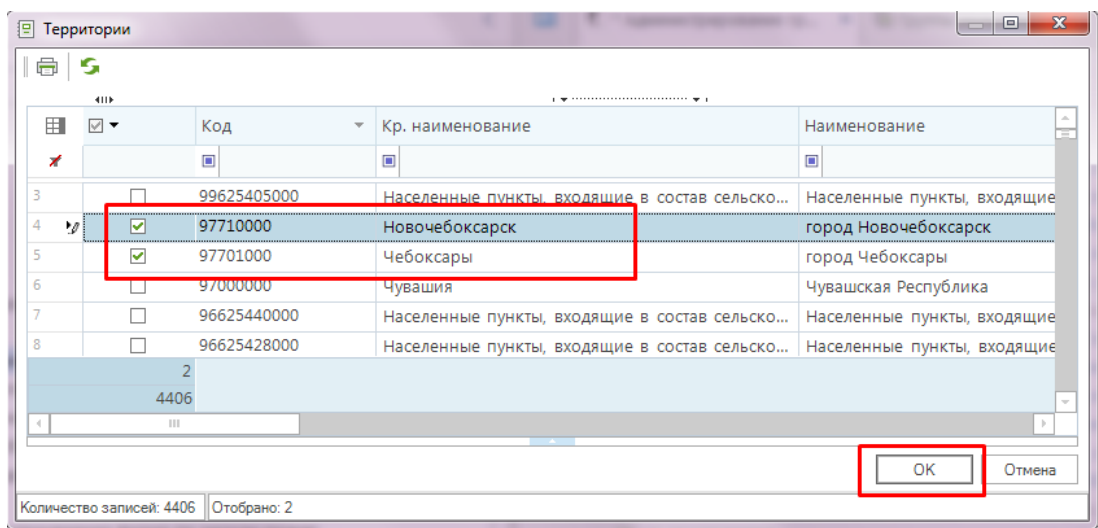 Территории
Код Кр. наименование Наименование
3 99625405000 Населенные пункты, входящие в состав сельско... Населенные пункты, входящие
4 97710000 Новочебоксарск город Новочебоксарск
5 97701000 Чебоксары город Чебоксары
6 97000000 Чувашия Чувашская Республика
7 96625440000 Населенные пункты, входящие в состав сельско... Населенные пункты, входящие
8 96625428000 Населенные пункты, входящие в состав сельско... Населенные пункты, входящие
2
4406
OK Отмена
Количество записей: 4406 Отобрано: 2